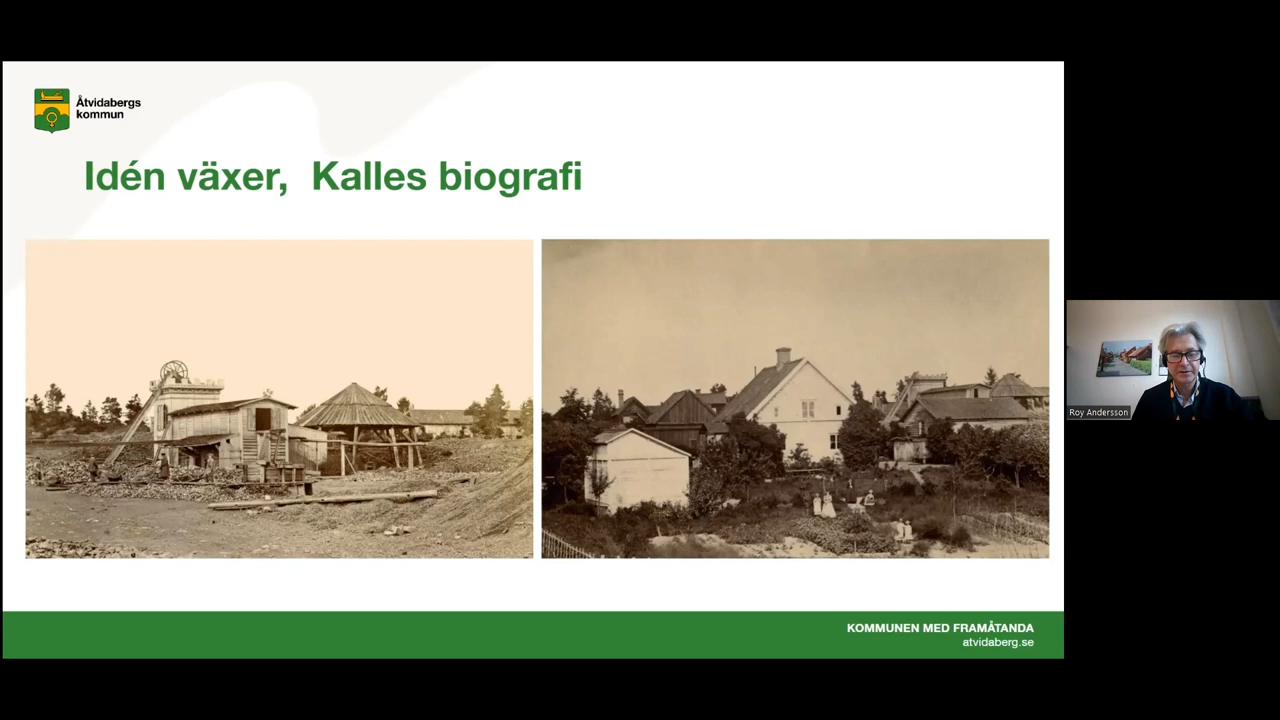 Åtvidabergs
kommun
Idén växer, Kalles biografi
Roy Andersson
KOMMUNEN MED FRAMÅTANDA
atvidaberg.se